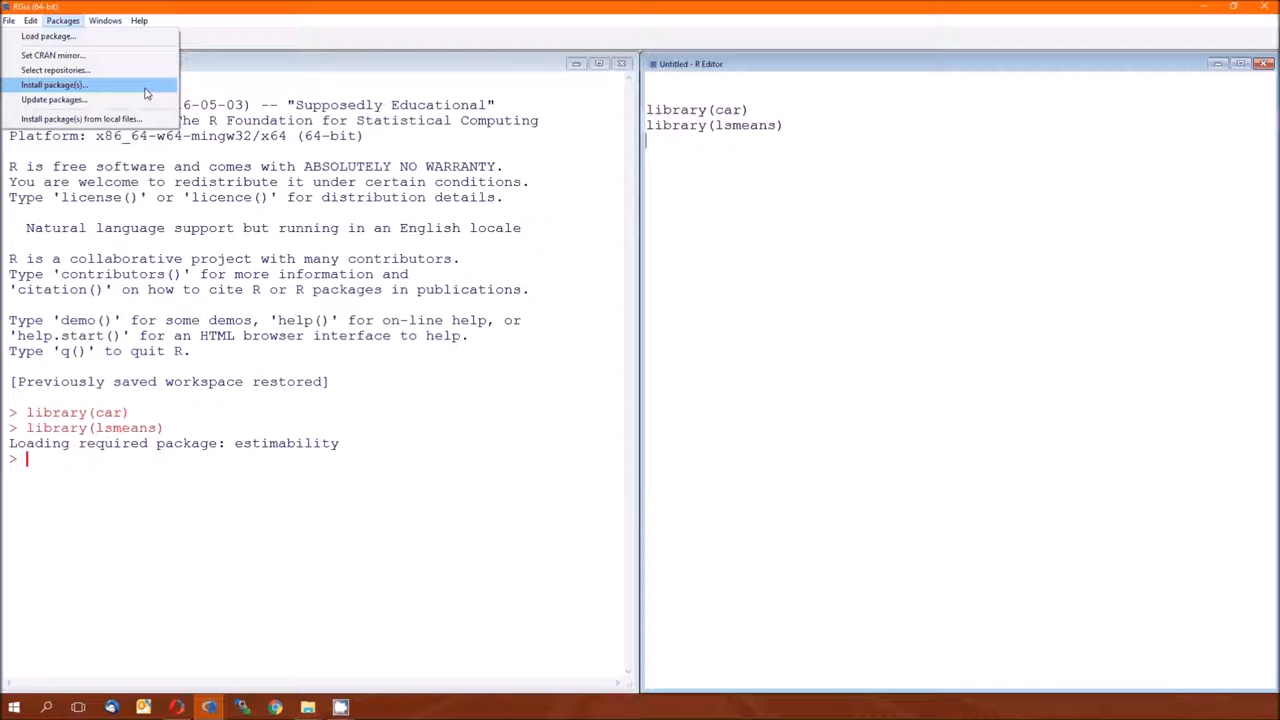 RGui (64-bit)
File Edit Packages Windows Help
Load package...
Set CRAN mirror...
Select repositories...
Install package(s)...
Update packages...
Install package(s) from local files...
6-05-03) -- "Supposedly Educational"
he R Foundation for Statistical Computing
Platform: x86_64-w64-mingw32/x64 (64-bit)
R is free software and comes with ABSOLUTELY NO WARRANTY.
You are welcome to redistribute it under certain conditions.
Type 'license()' or 'licence()' for distribution details.
Natural language support but running in an English locale
R is a collaborative project with many contributors.
Type 'contributors()' for more information and
'citation()' on how to cite R or R packages in publications.
Type 'demo()' for some demos, 'help()' for on-line help, or
'help.start()' for an HTML browser interface to help.
Type 'q()' to quit R.
[Previously saved workspace restored]
> library(car)
> library(lsmeans)
Loading required package: estimability
>
Untitled - R Editor
library(car)
library(lsmeans)